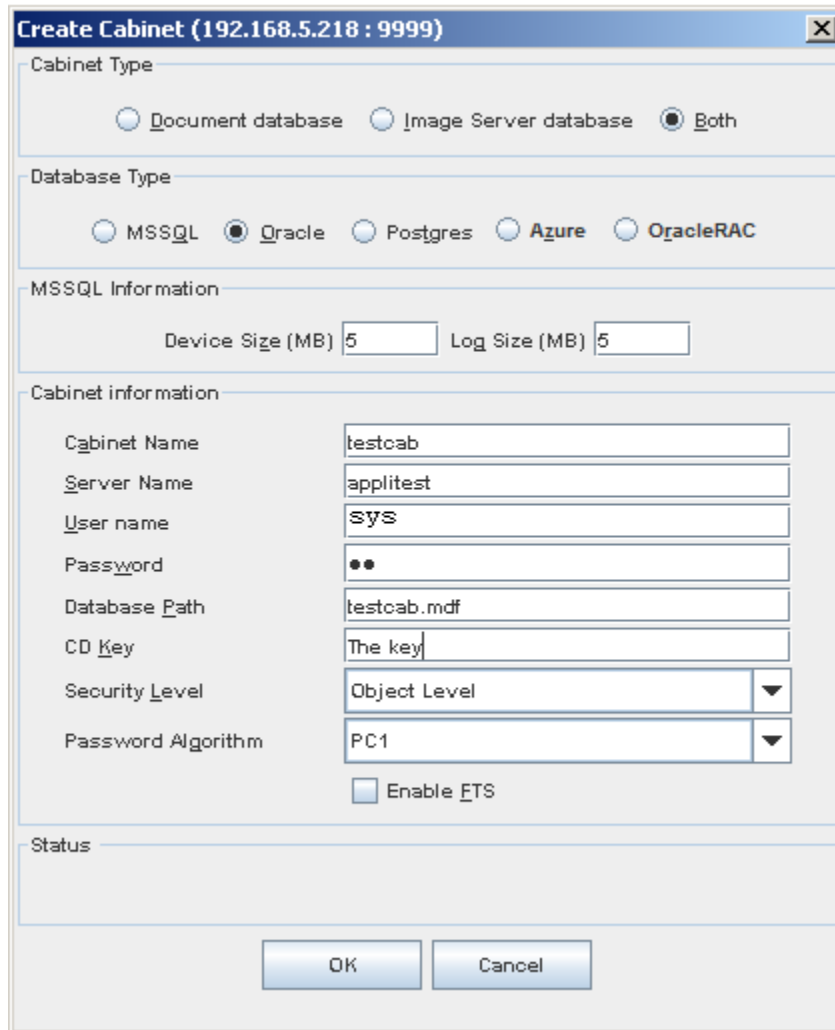 Create Cabinet (192.168.5.218 : 9999)
Cabinet Type
Document database Image Server database Both
Database Type
MSSQL Oracle Postgres Azure OracleRAC
MSSQL Information
Device Size (MB) 5 Log Size (MB) 5
Cabinet information
Cabinet Name testcab
Server Name applitest
User name sys
Password ●●
Database Path testcab.mdf
CD Key The key
Security Level Object Level
Password Algorithm PC1
Enable FTS
Status
OK Cancel